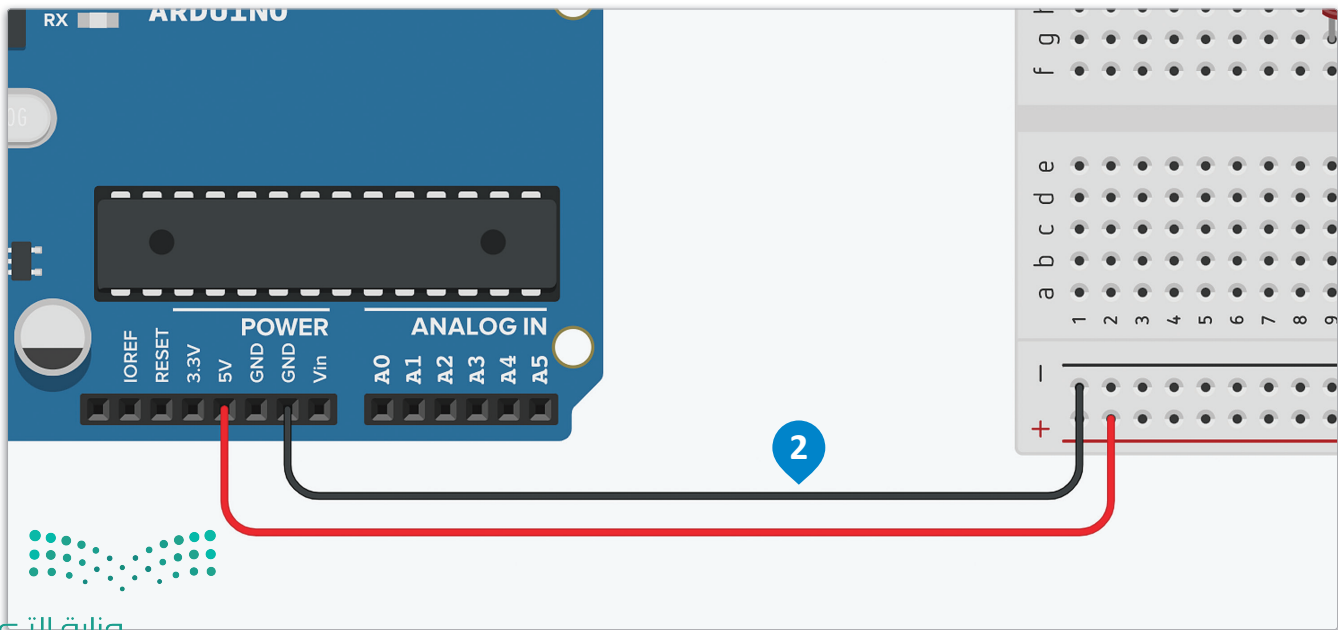 RX
ARDUINO
g
f
e
d
c
b
a
1 2 3 4 5 6 7 8 9
POWER
ANALOG IN
IOREF RESET 3.3V 5V GND GND Vin
A0 A1 A2 A3 A4 A5
−
+
2